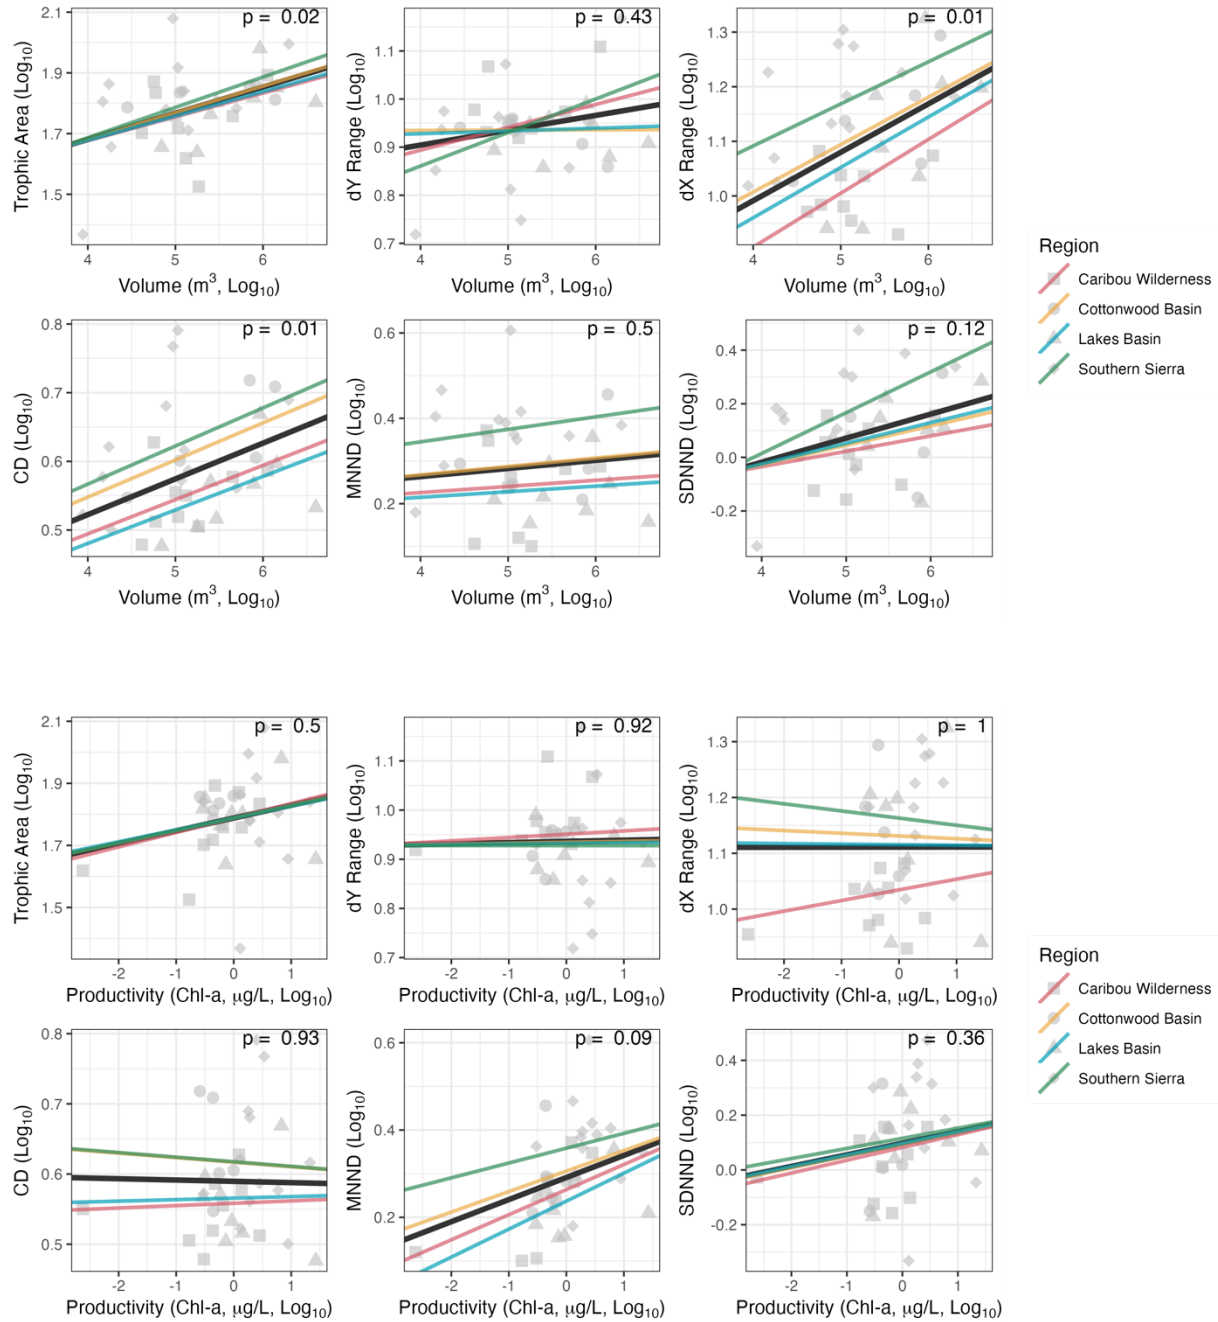 p = 0.02
2.1
1.9
1.7
1.5
Trophic Area (Log10)
4 5 6
Volume (m³, Log10)
p = 0.43
1.1
1.0
0.9
0.8
0.7
dY Range (Log10)
4 5 6
Volume (m³, Log10)
p = 0.01
1.3
1.2
1.1
1.0
dX Range (Log10)
4 5 6
Volume (m³, Log10)
p = 0.01
0.8
0.7
0.6
0.5
CD (Log10)
4 5 6
Volume (m³, Log10)
p = 0.5
0.6
0.4
0.2
MNND (Log10)
4 5 6
Volume (m³, Log10)
p = 0.12
0.4
0.2
0.0
-0.2
SDNND (Log10)
4 5 6
Volume (m³, Log10)
Region
Caribou Wilderness
Cottonwood Basin
Lakes Basin
Southern Sierra
p = 0.5
2.1
1.9
1.7
1.5
Trophic Area (Log10)
-2 -1 0 1
Productivity (Chl-a, μg/L, Log10)
p = 0.92
1.1
1.0
0.9
0.8
0.7
dY Range (Log10)
-2 -1 0 1
Productivity (Chl-a, μg/L, Log10)
p = 1
1.3
1.2
1.1
1.0
dX Range (Log10)
-2 -1 0 1
Productivity (Chl-a, μg/L, Log10)
p = 0.93
0.8
0.7
0.6
0.5
CD (Log10)
-2 -1 0 1
Productivity (Chl-a, μg/L, Log10)
p = 0.09
0.6
0.4
0.2
MNND (Log10)
-2 -1 0 1
Productivity (Chl-a, μg/L, Log10)
p = 0.36
0.4
0.2
0.0
-0.2
SDNND (Log10)
-2 -1 0 1
Productivity (Chl-a, μg/L, Log10)
Region
Caribou Wilderness
Cottonwood Basin
Lakes Basin
Southern Sierra